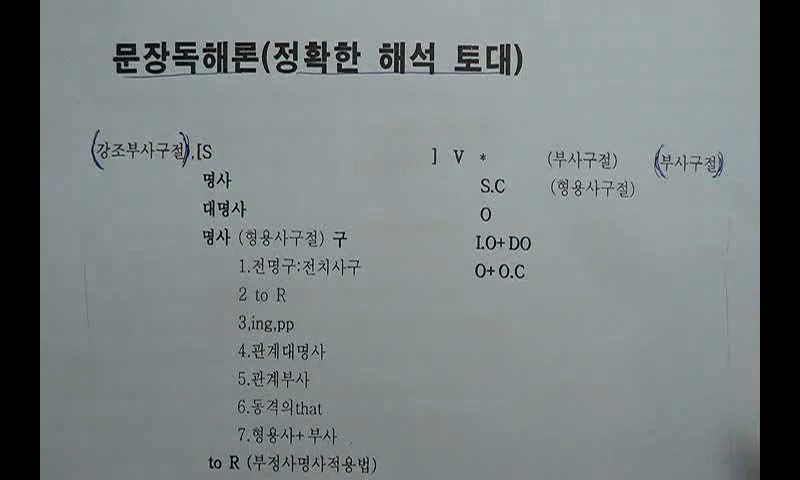 문장독해론(정확한 해석 토대)
(강조부사구절),[S ] V * (부사구절) (부사구절)
명사 S.C (형용사구절)
대명사 O
명사 (형용사구절) 구 I.O+ DO
1.전명구:전치사구 O+ O.C
2 to R
3,ing,pp
4.관계대명사
5.관계부사
6.동격의that
7.형용사+ 부사
to R (부정사명사적용법)